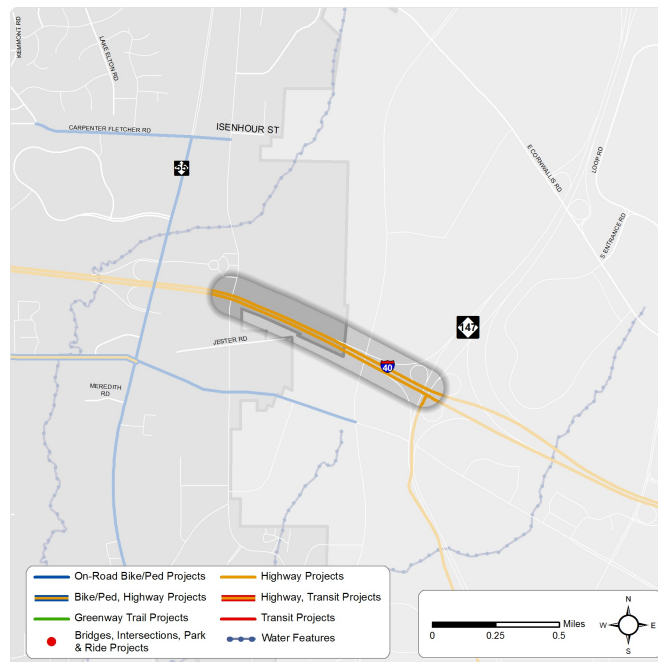 KEMMONT RD
LAKE ELTON RD
CARPENTER FLETCHER RD
ISENHOUR ST
55
E CORNWALLIS RD
LOOP RD
S ENTRANCE RD
147
JESTER RD
40
MEREDITH
RD
On-Road Bike/Ped Projects
Highway Projects
Bike/Ped, Highway Projects
Highway, Transit Projects
Greenway Trail Projects
Transit Projects
Bridges, Intersections, Park
& Ride Projects
Water Features
Miles
0 0.25 0.5
N
W E
S